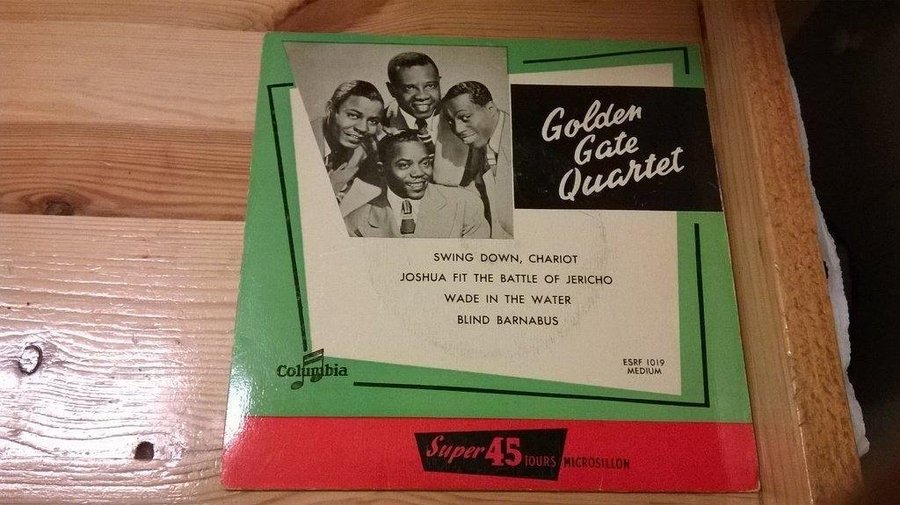 Golden
Gate
Quartet
SWING DOWN, CHARIOT
JOSHUA FIT THE BATTLE OF JERICHO
WADE IN THE WATER
BLIND BARNABUS
ESRF 1019
MEDIUM
Columbia
Super 45 TOURS MICROSILLON